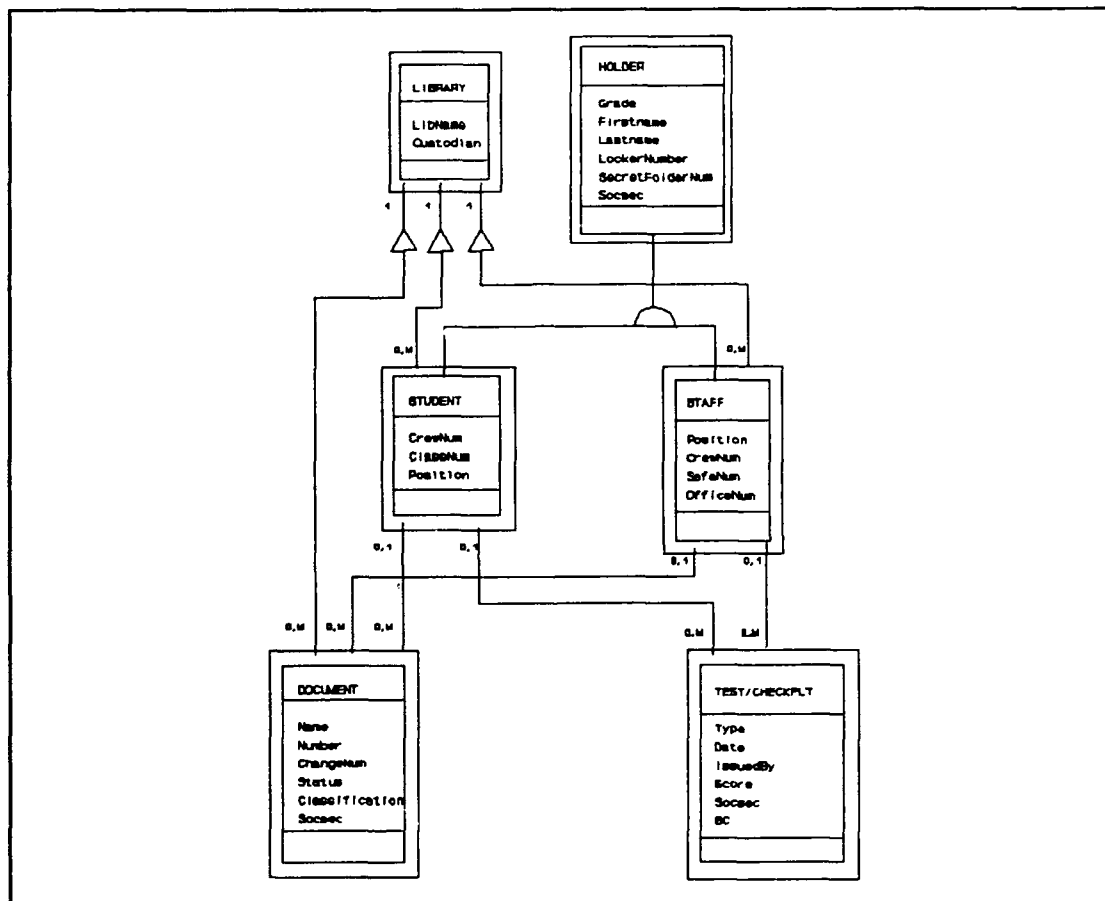 LIBRARY
LibName
Custodian
HOLDER
Grade
Firstname
Lastname
LockerNumber
SecretFolderNum
Socsec
1
1
1
0,M
0,M
STUDENT
CrewNum
ClassNum
Position
STAFF
Position
CrewNum
SafeNum
OfficeNum
0,1
0,1
0,1
0,1
0,M
0,M
0,M
0,M
0,M
DOCUMENT
Name
Number
ChangeNum
Status
Classification
Socsec
TEST/CHECKFLT
Type
Date
IssuedBy
Score
Socsec